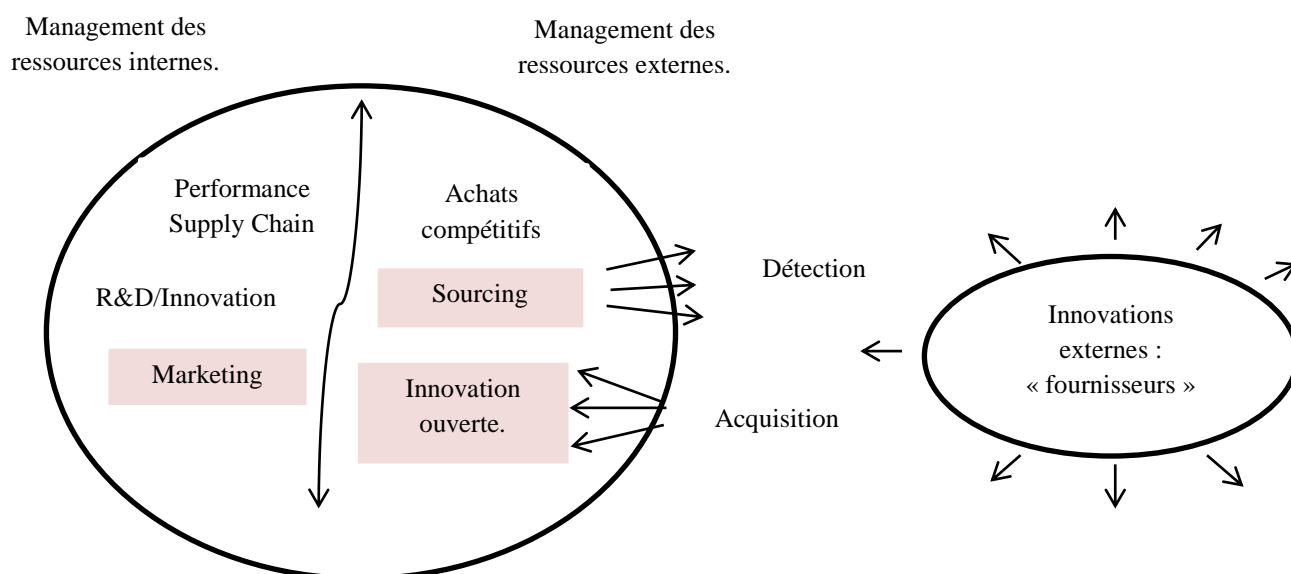 Management des
ressources internes.
Management des
ressources externes.
Performance
Supply Chain
Achats
compétitifs
R&D/Innovation
Sourcing
Détection
Marketing
Innovation
ouverte.
Acquisition
Innovations
externes :
« fournisseurs »